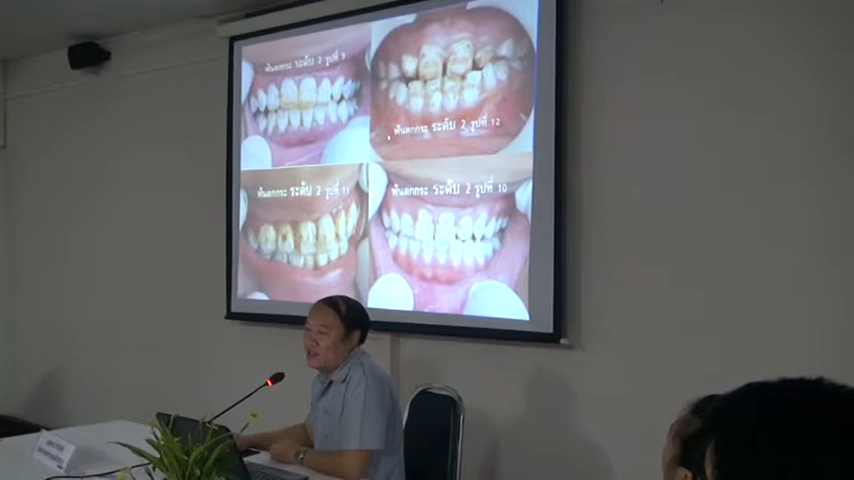 ฟันตกกระ ระดับ 2 รูปที่ 9
ฟันตกกระ ระดับ 2 รูปที่ 12
ฟันตกกระ ระดับ 2 รูปที่ 11
ฟันตกกระ ระดับ 2 รูปที่ 10